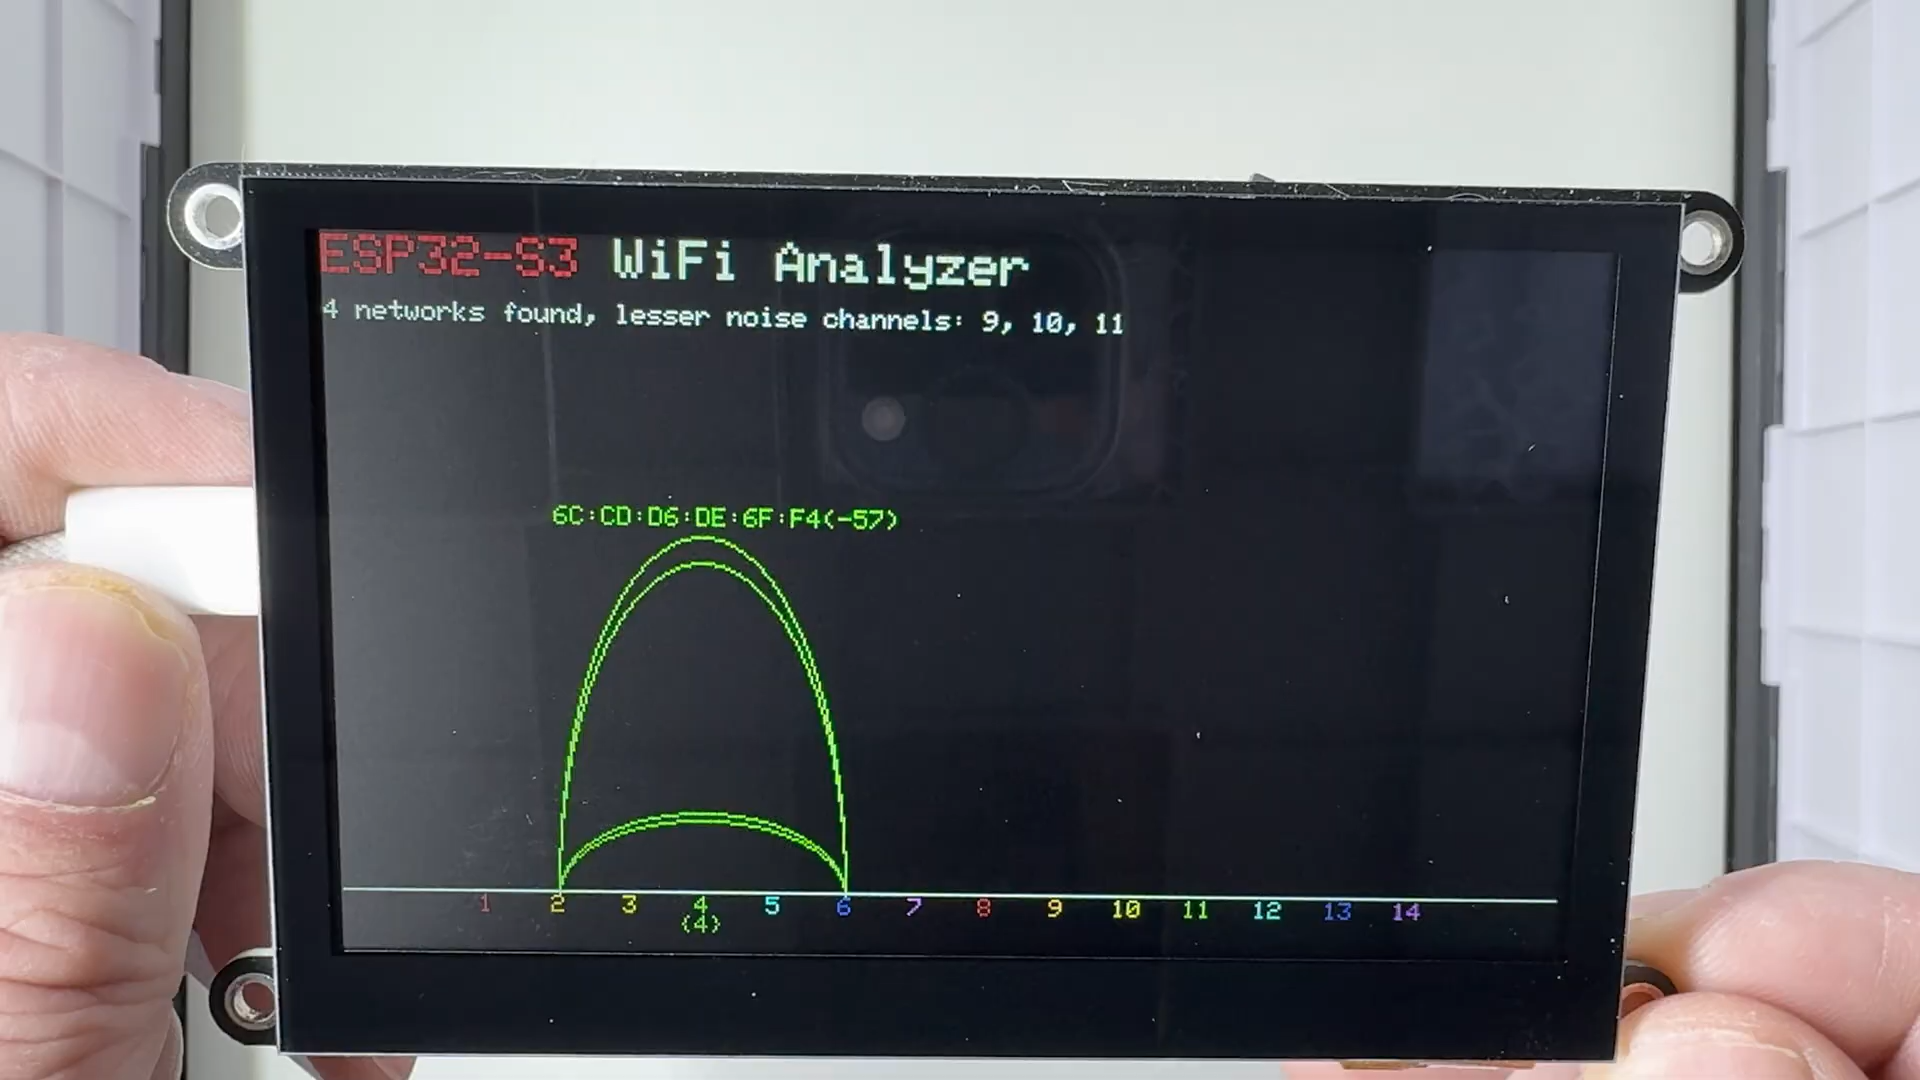 ESP32-S3 WiFi Analyzer
4 networks found, lesser noise channels: 9, 10, 11
6C:CD:D6:DE:6F:F4(-57)
1 2 3 4 5 6 7 8 9 10 11 12 13 14
(4)